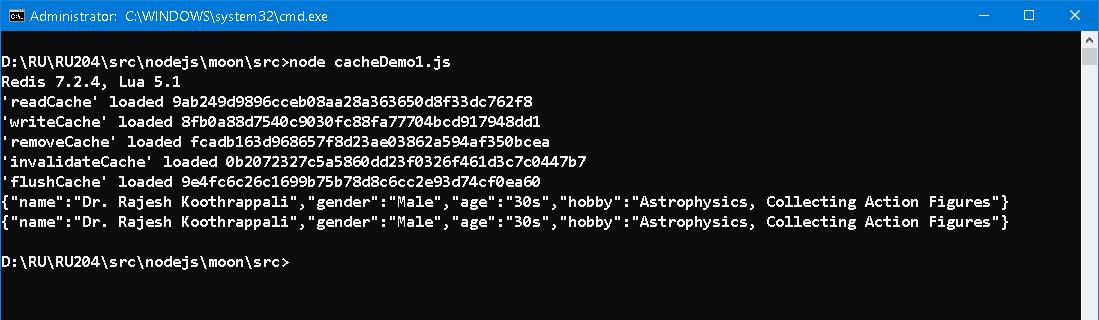 Administrator: C:\WINDOWS\system32\cmd.exe
D:\RU\RU204\src\nodejs\moon\src>node cacheDemo1.js
Redis 7.2.4, Lua 5.1
'readCache' loaded 9ab249d9896cceb08aa28a363650d8f33dc762f8
'writeCache' loaded 8fb0a88d7540c9030fc88fa77704bcd917948dd1
'removeCache' loaded fcadb163d968657f8d23ae03862a594af350bcea
'invalidateCache' loaded 0b2072327c5a5860dd23f0326f461d3c7c0447b7
'flushCache' loaded 9e4fc6c26c1699b75b78d8c6cc2e93d74cf0ea60
{"name":"Dr. Rajesh Koothrappali","gender":"Male","age":"30s","hobby":"Astrophysics, Collecting Action Figures"}
{"name":"Dr. Rajesh Koothrappali","gender":"Male","age":"30s","hobby":"Astrophysics, Collecting Action Figures"}
D:\RU\RU204\src\nodejs\moon\src>